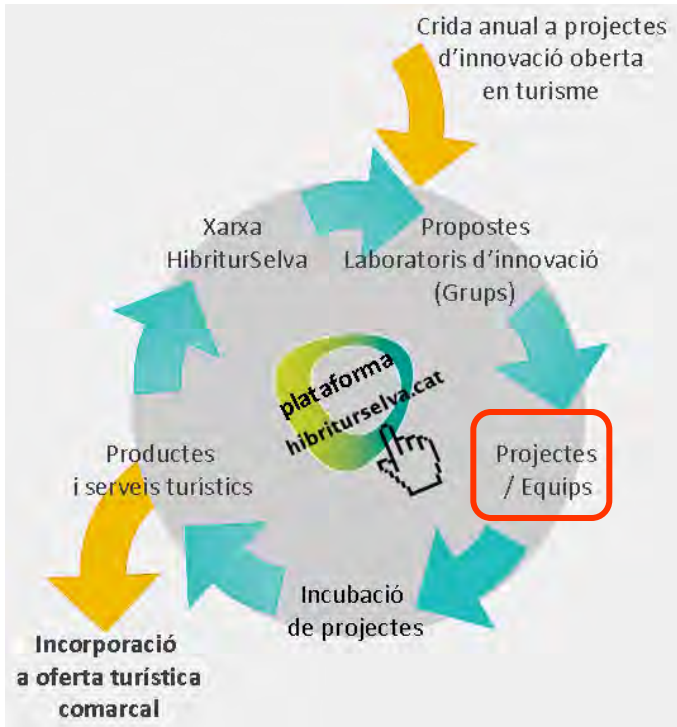 Crida anual a projectes
d'innovació oberta
en turisme
Xarxa
HibriturSelva
Propostes
Laboratoris d'innovació
(Grups)
plataforma
hibriturselva.cat
Productes
i serveis turístics
Projectes
/ Equips
Incubació
de projectes
Incorporació
a oferta turística
comarcal